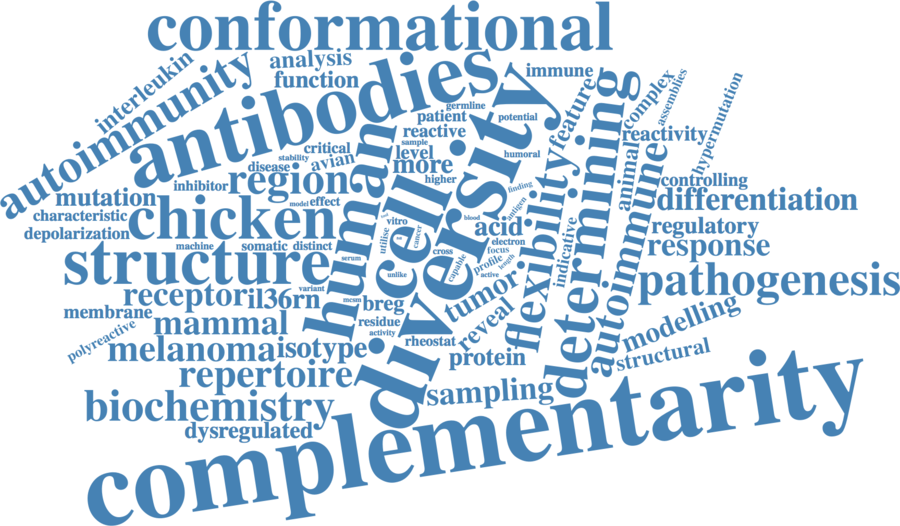 conformational
interleukin
analysis
function
immune
autoimmunity
antibodies
diversity
germline
patient
reactive
potential
feature
complex
assemblies
hypermutation
reactivity
sample
critical
stability
avian
level
more
humoral
disease
higher
inhibitor
region
model
effect
human
cell
determining
animal
autoimmune
controlling
differentiation
mutation
characteristic
depolarization
chicken
finding
antigen
flexibility
vitro
blood
acid
utilise
cancer
electron
focus
regulatory
response
machine
somatic
distinct
structure
serum
cross
capable
profile
length
active
indicative
unlike
pathogenesis
receptor
il36rn
variant
mcsm
breg
tumor
reveal
membrane
mammal
residue
activity
rheostat
modelling
structural
polyreactive
melanoma
isotype
protein
repertoire
sampling
biochemistry
dysregulated
complementarity